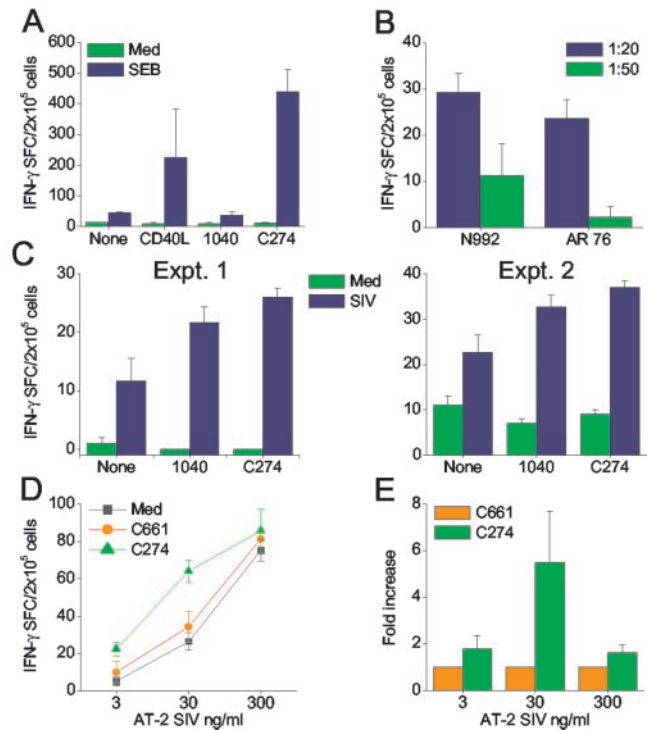 A
IFN-γ SFC/2x10⁵ cells
600
500
400
300
200
100
0
Med
SEB
None CD40L 1040 C274
B
IFN-γ SFC/2x10⁵ cells
40
30
20
10
0
1:20
1:50
N992 AR 76
C
Expt. 1
IFN-γ SFC/2x10⁵ cells
30
20
10
0
Med
SIV
None 1040 C274
Expt. 2
40
30
20
10
0
None 1040 C274
D
IFN-γ SFC/2x10⁵ cells
100
80
60
40
20
0
Med
C661
C274
3 30 300
AT-2 SIV ng/ml
E
Fold increase
8
6
4
2
0
C661
C274
3 30 300
AT-2 SIV ng/ml